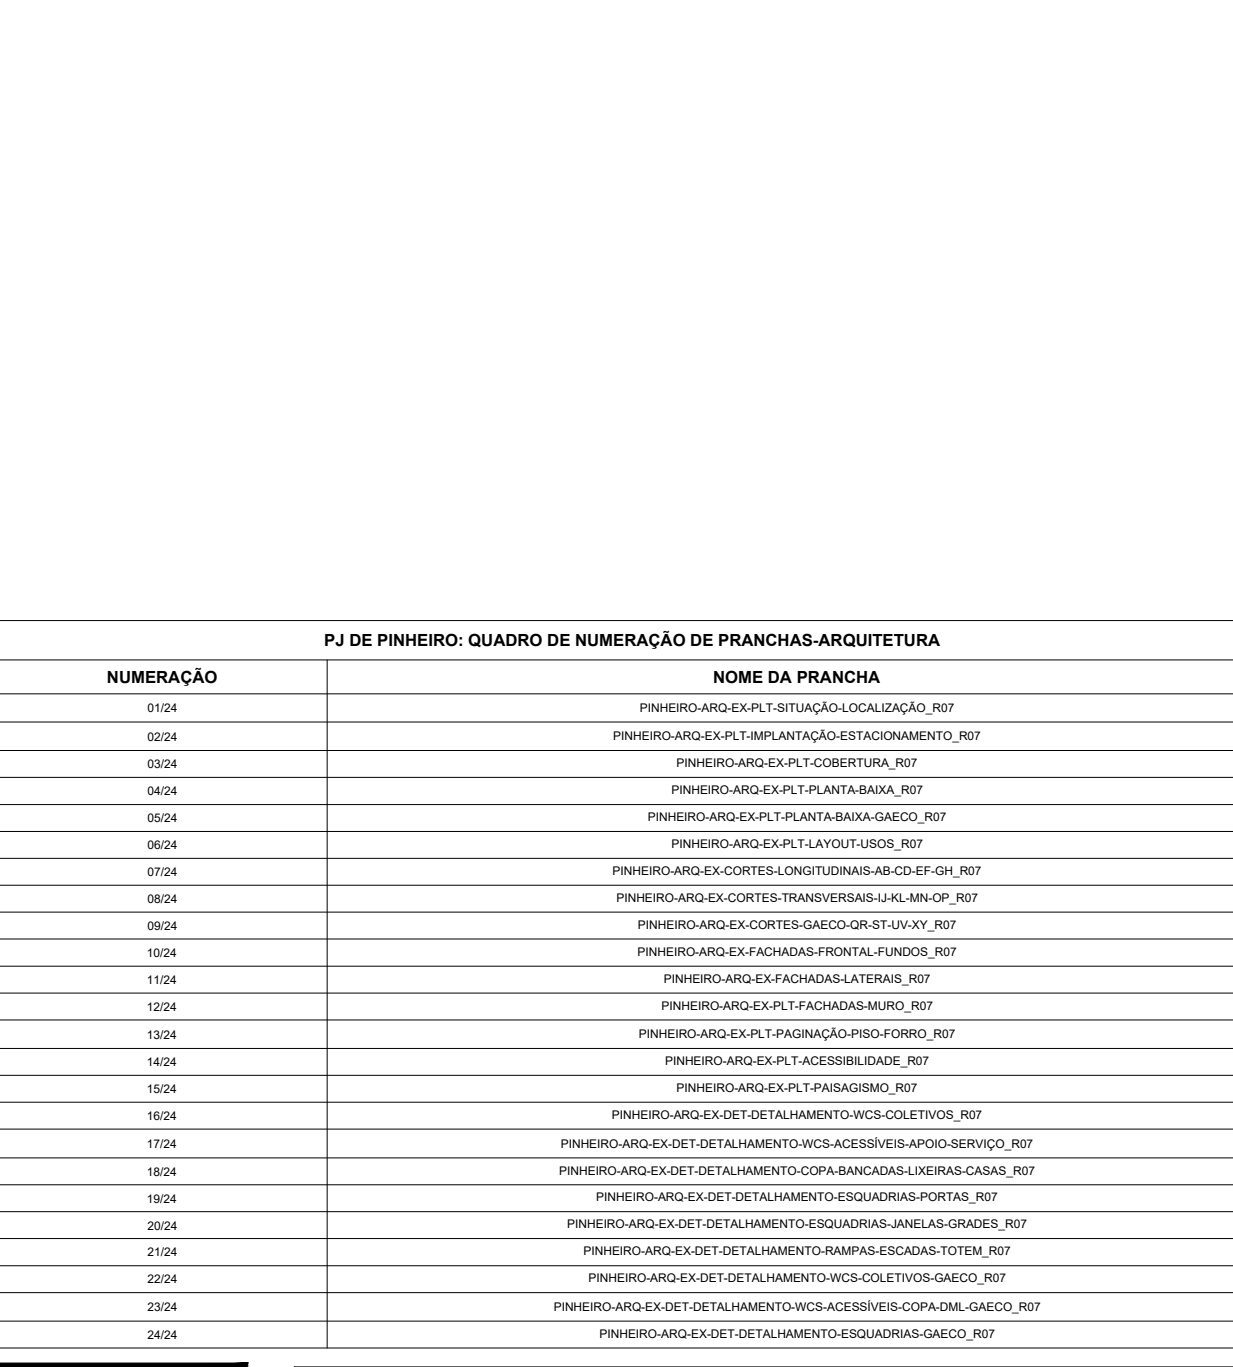 PJ DE PINHEIRO: QUADRO DE NUMERAÇÃO DE PRANCHAS-ARQUITETURA
NUMERAÇÃO NOME DA PRANCHA
01/24 PINHEIRO-ARQ-EX-PLT-SITUAÇÃO-LOCALIZAÇÃO_R07
02/24 PINHEIRO-ARQ-EX-PLT-IMPLANTAÇÃO-ESTACIONAMENTO_R07
03/24 PINHEIRO-ARQ-EX-PLT-COBERTURA_R07
04/24 PINHEIRO-ARQ-EX-PLT-PLANTA-BAIXA_R07
05/24 PINHEIRO-ARQ-EX-PLT-PLANTA-BAIXA-GAECO_R07
06/24 PINHEIRO-ARQ-EX-PLT-LAYOUT-USOS_R07
07/24 PINHEIRO-ARQ-EX-CORTES-LONGITUDINAIS-AB-CD-EF-GH_R07
08/24 PINHEIRO-ARQ-EX-CORTES-TRANSVERSAIS-IJ-KL-MN-OP_R07
09/24 PINHEIRO-ARQ-EX-CORTES-GAECO-QR-ST-UV-XY_R07
10/24 PINHEIRO-ARQ-EX-FACHADAS-FRONTAL-FUNDOS_R07
11/24 PINHEIRO-ARQ-EX-FACHADAS-LATERAIS_R07
12/24 PINHEIRO-ARQ-EX-PLT-FACHADAS-MURO_R07
13/24 PINHEIRO-ARQ-EX-PLT-PAGINAÇÃO-PISO-FORRO_R07
14/24 PINHEIRO-ARQ-EX-PLT-ACESSIBILIDADE_R07
15/24 PINHEIRO-ARQ-EX-PLT-PAISAGISMO_R07
16/24 PINHEIRO-ARQ-EX-DET-DETALHAMENTO-WCS-COLETIVOS_R07
17/24 PINHEIRO-ARQ-EX-DET-DETALHAMENTO-WCS-ACESSÍVEIS-APOIO-SERVIÇO_R07
18/24 PINHEIRO-ARQ-EX-DET-DETALHAMENTO-COPA-BANCADAS-LIXEIRAS-CASAS_R07
19/24 PINHEIRO-ARQ-EX-DET-DETALHAMENTO-ESQUADRIAS-PORTAS_R07
20/24 PINHEIRO-ARQ-EX-DET-DETALHAMENTO-ESQUADRIAS-JANELAS-GRADES_R07
21/24 PINHEIRO-ARQ-EX-DET-DETALHAMENTO-RAMPAS-ESCADAS-TOTEM_R07
22/24 PINHEIRO-ARQ-EX-DET-DETALHAMENTO-WCS-COLETIVOS-GAECO_R07
23/24 PINHEIRO-ARQ-EX-DET-DETALHAMENTO-WCS-ACESSÍVEIS-COPA-DML-GAECO_R07
24/24 PINHEIRO-ARQ-EX-DET-DETALHAMENTO-ESQUADRIAS-GAECO_R07